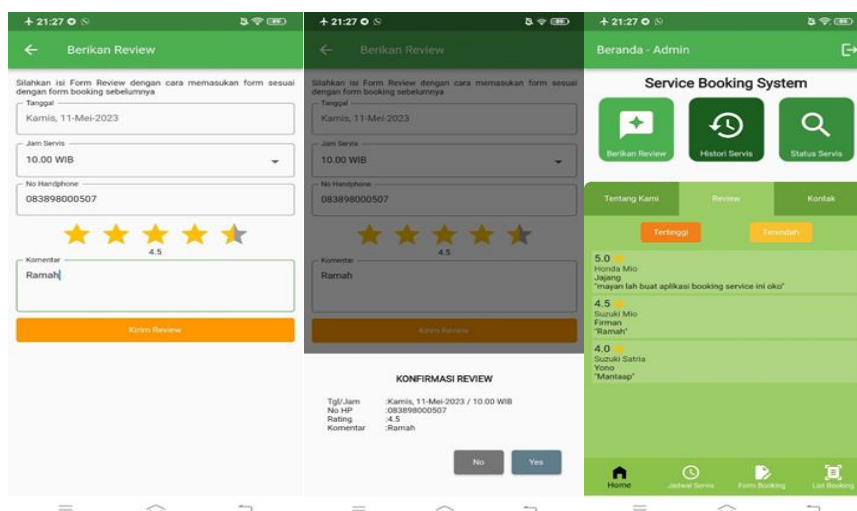 21:27
Berikan Review
Silahkan isi Form Review dengan cara memasukan form sesuai
dengan form booking sebelumnya
Tanggal
Kamis, 11-Mei-2023
Jam Servis
10.00 WIB
No Handphone
083898000507
4.5
Komentar
Ramah
Kirim Review
21:27
Berikan Review
Silahkan isi Form Review dengan cara memasukan form sesuai
dengan form booking sebelumnya
Tanggal
Kamis, 11-Mei-2023
Jam Servis
10.00 WIB
No Handphone
083898000507
4.5
Komentar
Ramah
Kirim Review
KONFIRMASI REVIEW
Tgl/Jam :Kamis, 11-Mei-2023 / 10.00 WIB
No HP :083898000507
Rating :4.5
Komentar :Ramah
No Yes
21:27
Beranda - Admin
Service Booking System
Berikan Review Histori Servis Status Servis
Tentang Kami Review Kontak
Tertinggi Terendah
5.0
Honda Mio
Jajang
"mayan lah buat aplikasi booking service ini oko"
4.5
Suzuki Mio
Firman
"Ramah"
4.0
Suzuki Satria
Yono
"Mantaap"
Home Jadwal Servis Form Booking List Booking